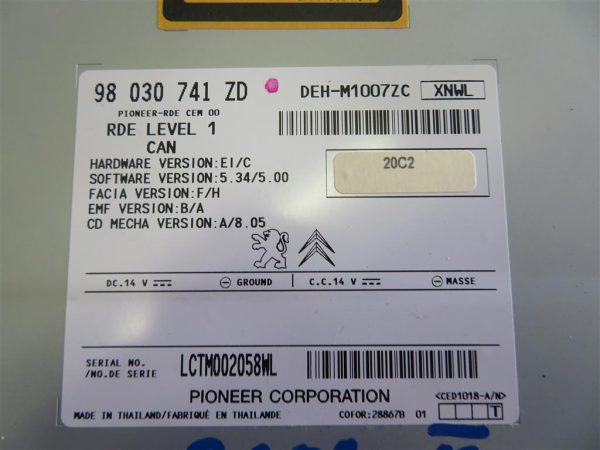 98 030 741 ZD DEH-M1007ZC XNWL
PIONEER-RDE CEM 00
RDE LEVEL 1
CAN
HARDWARE VERSION:EI/C
20C2
SOFTWARE VERSION:5.34/5.00
FACIA VERSION:F/H
EMF VERSION:B/A
CD MECHA VERSION:A/8.05
DC.14 V GROUND C.C.14 V MASSE
SERIAL NO.
/NO.DE SERIE LCTM002058WL
PIONEER CORPORATION <CED1018-A/N>
MADE IN THAILAND/FABRIQUÉ EN THAILANDE COFOR:28867B 01 T